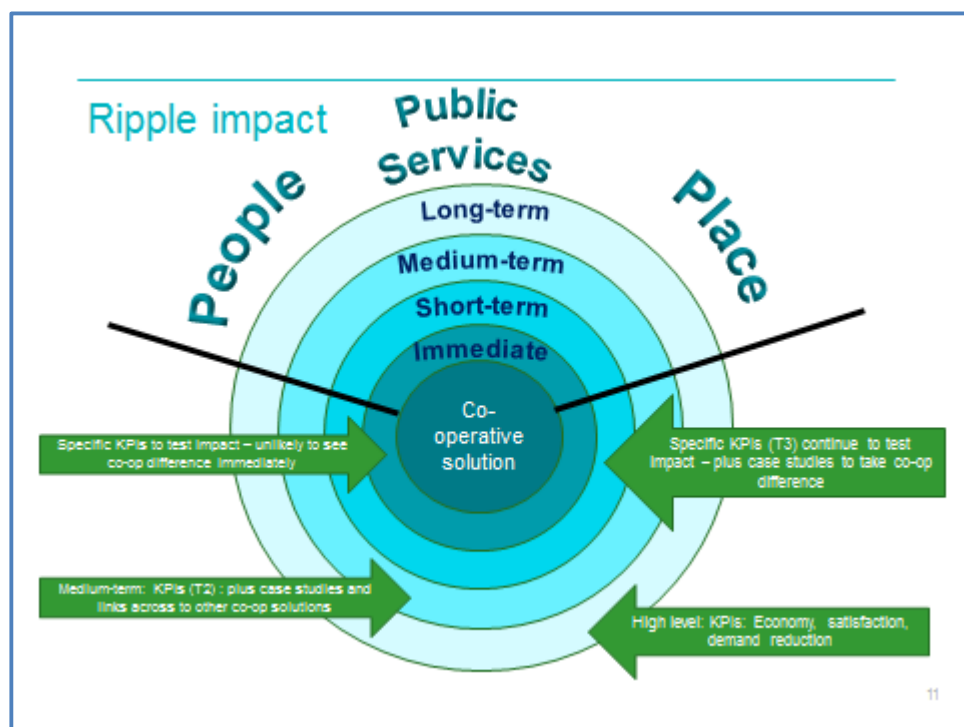 Ripple impact
Public
Services
People
Place
Long-term
Medium-term
Short-term
Immediate
Co-
operative
solution
Specific KPIs to test impact – unlikely to see
co-op difference immediately
Specific KPIs (T3) continue to test
impact – plus case studies to take co-op
difference
Medium-term: KPIs (T2) : plus case studies and
links across to other co-op solutions
High level: KPIs: Economy, satisfaction,
demand reduction
11